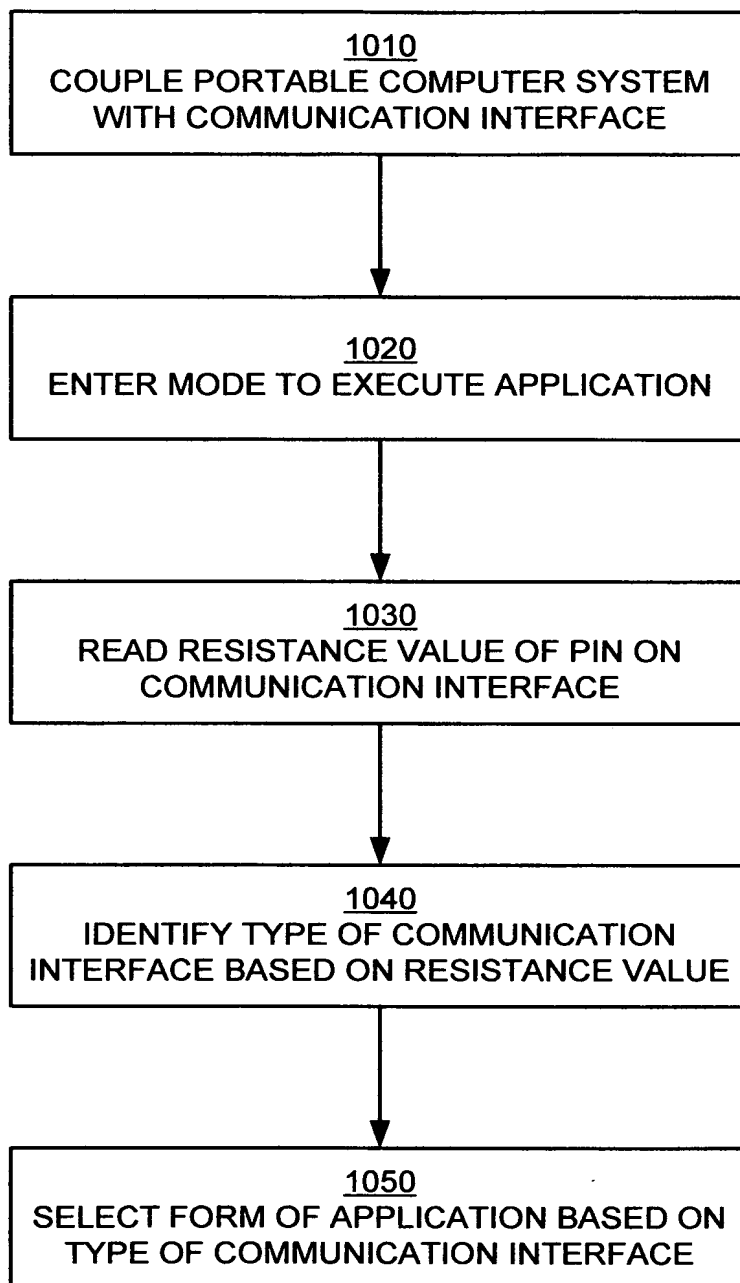 1010
COUPLE PORTABLE COMPUTER SYSTEM
WITH COMMUNICATION INTERFACE
1020
ENTER MODE TO EXECUTE APPLICATION
1030
READ RESISTANCE VALUE OF PIN ON
COMMUNICATION INTERFACE
1040
IDENTIFY TYPE OF COMMUNICATION
INTERFACE BASED ON RESISTANCE VALUE
1050
SELECT FORM OF APPLICATION BASED ON
TYPE OF COMMUNICATION INTERFACE